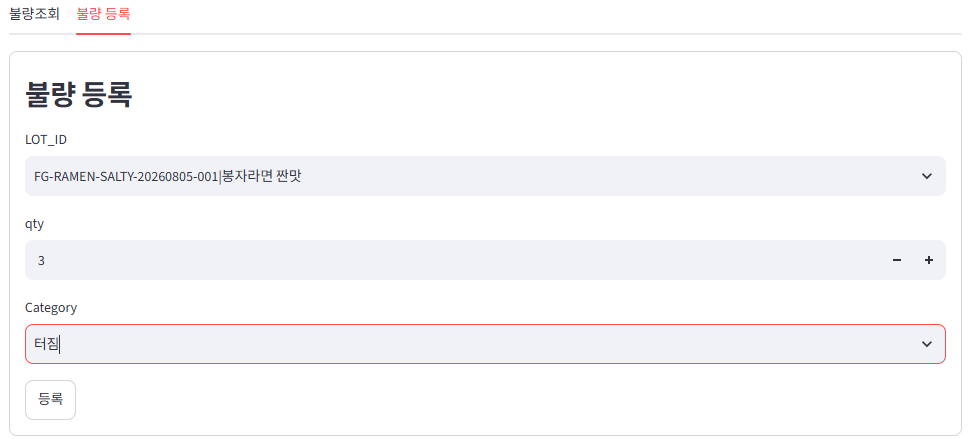 불량조회 불량 등록
불량 등록
LOT_ID
FG-RAMEN-SALTY-20260805-001|봉자라면 짠맛
qty
3
Category
터짐
등록